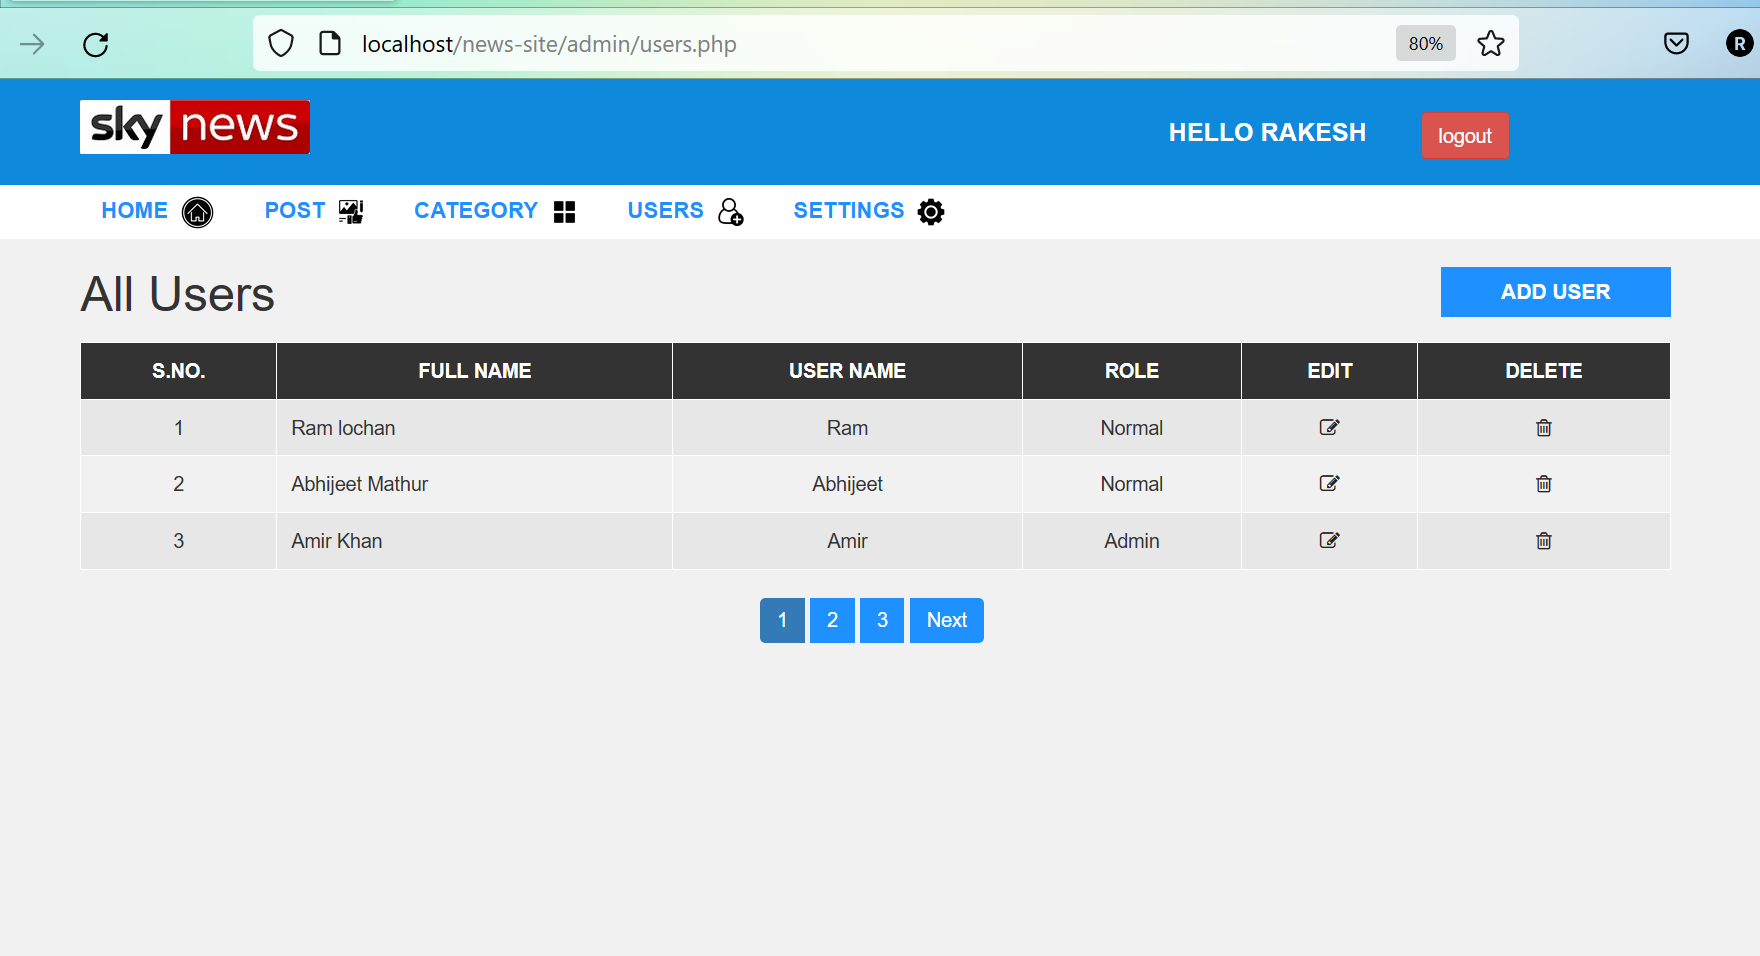 localhost/news-site/admin/users.php 80% R
sky news HELLO RAKESH logout
HOME POST CATEGORY USERS SETTINGS
All Users ADD USER
S.NO. FULL NAME USER NAME ROLE EDIT DELETE
1 Ram lochan Ram Normal
2 Abhijeet Mathur Abhijeet Normal
3 Amir Khan Amir Admin
1 2 3 Next